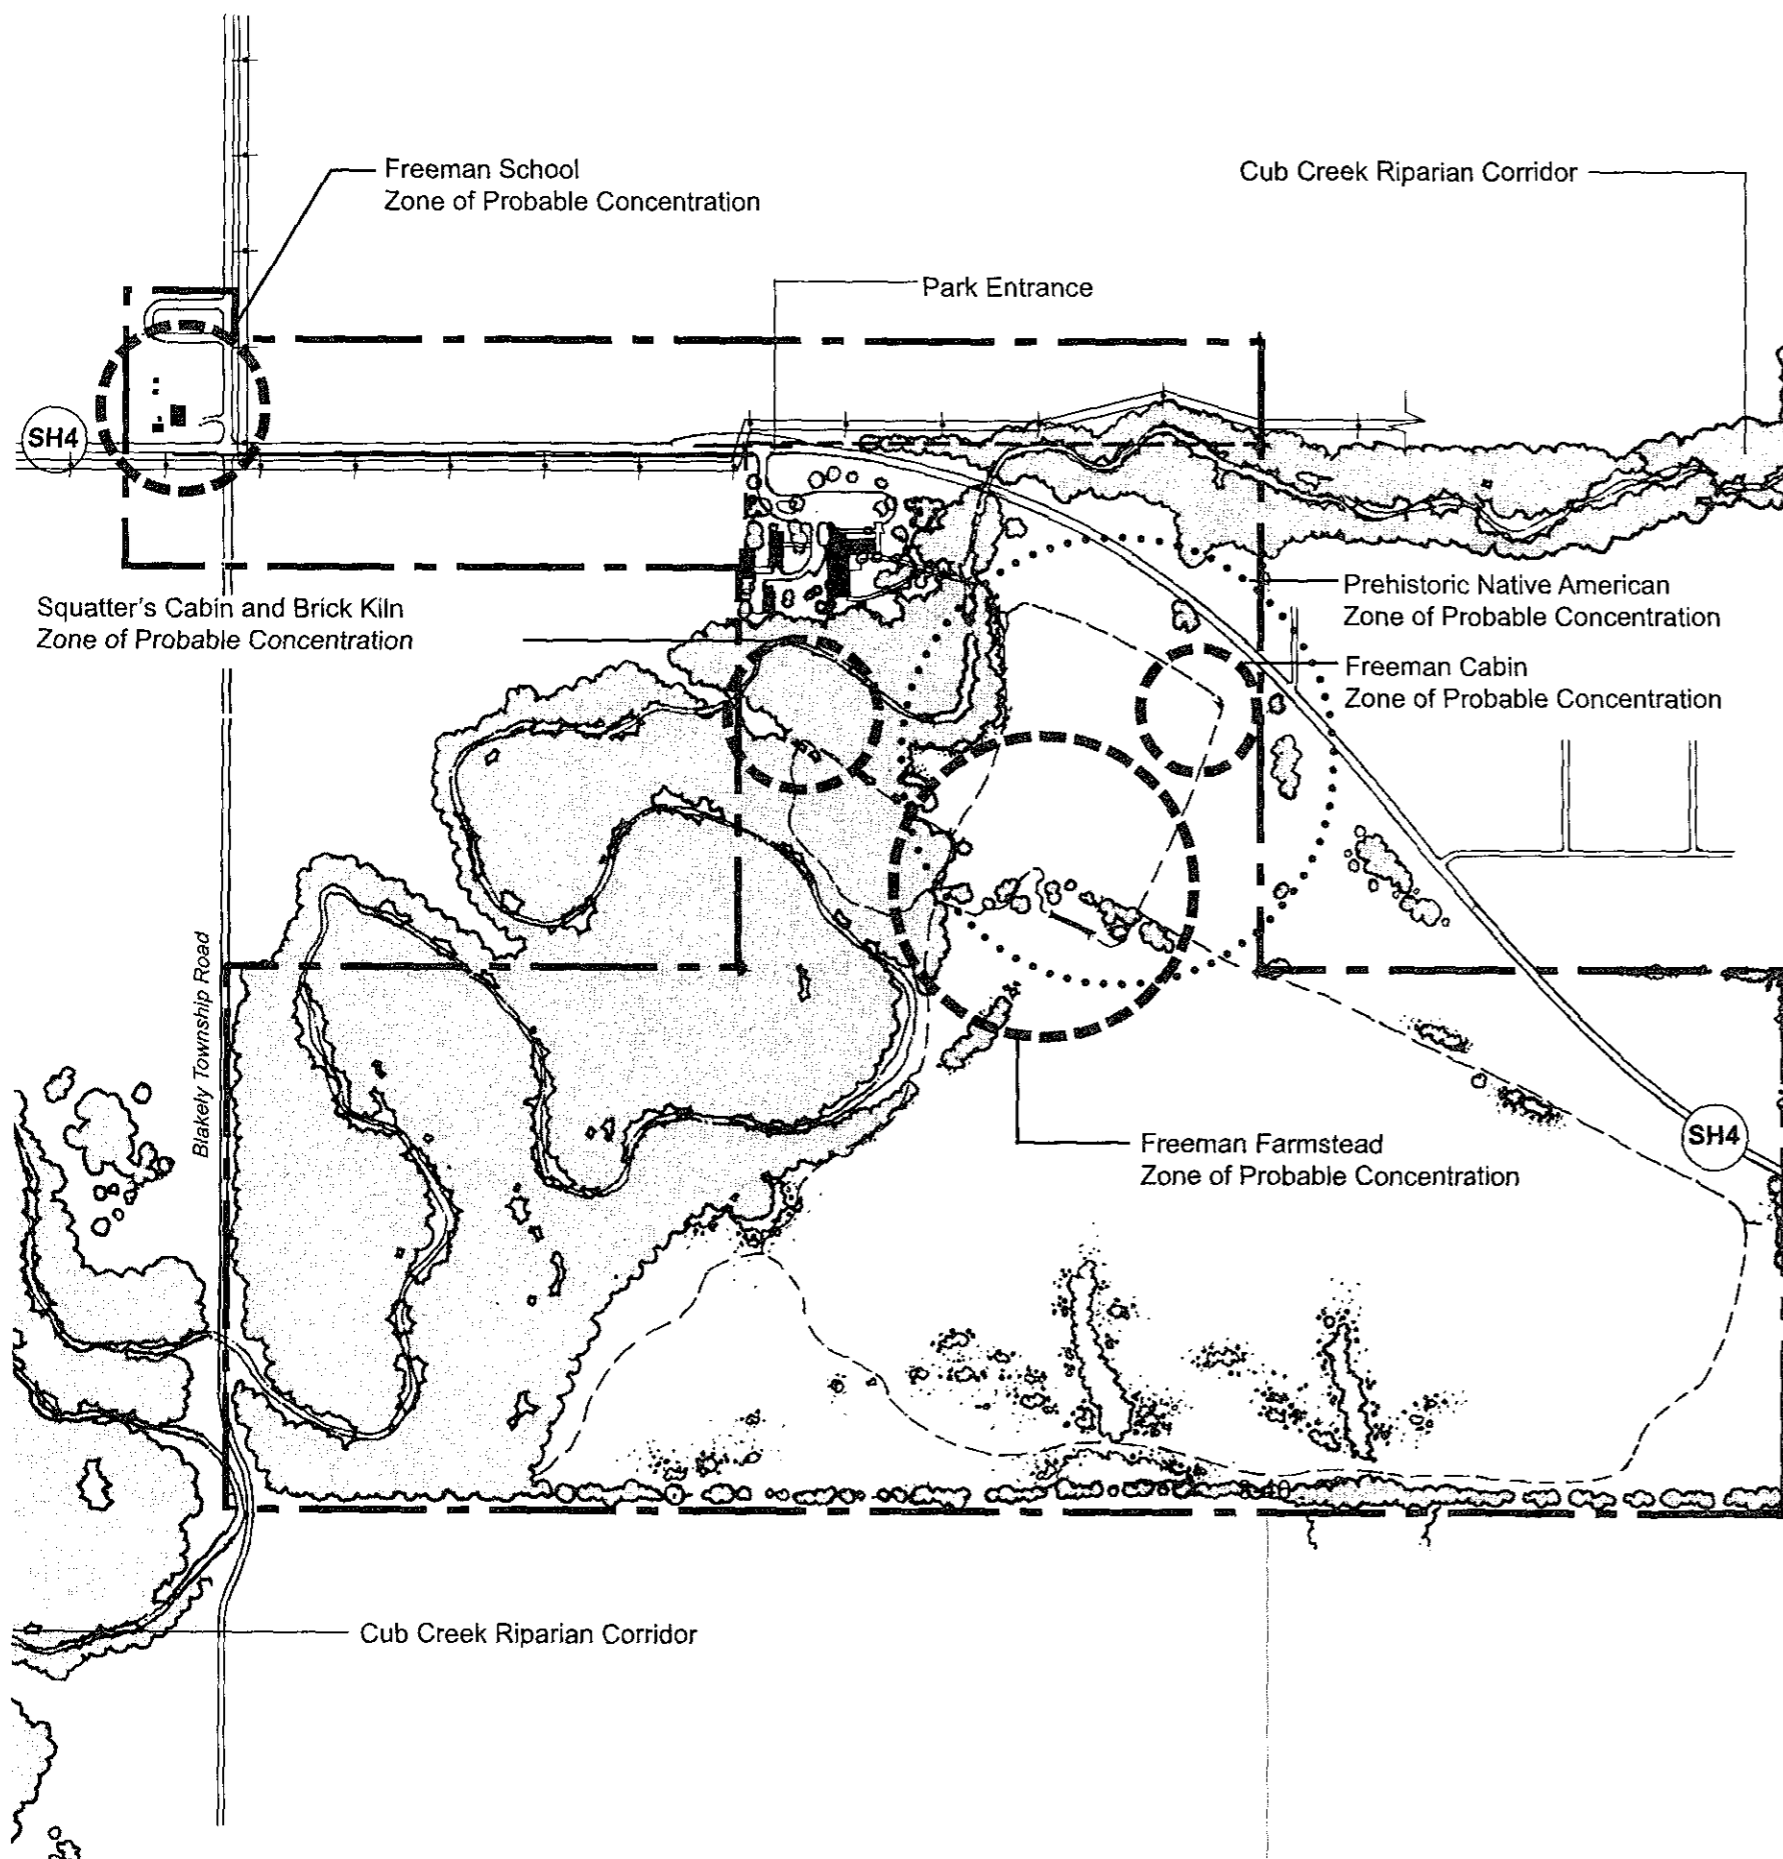 Freeman School
Zone of Probable Concentration
Cub Creek Riparian Corridor
Park Entrance
SH4
Prehistoric Native American
Zone of Probable Concentration
Squatter's Cabin and Brick Kiln
Zone of Probable Concentration
Freeman Cabin
Zone of Probable Concentration
Blakely Township Road
SH4
Freeman Farmstead
Zone of Probable Concentration
Cub Creek Riparian Corridor